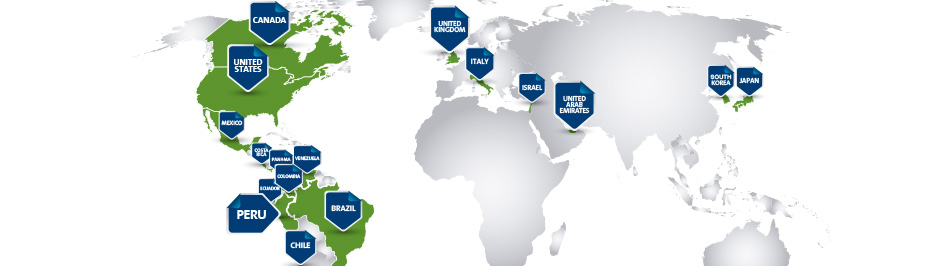 CANADA
UNITED
KINGDOM
UNITED
STATES
ITALY
ISRAEL
UNITED
ARAB
EMIRATES
SOUTH
KOREA
JAPAN
MEXICO
COSTA
RICA
PANAMA
VENEZUELA
COLOMBIA
ECUADOR
PERU
BRAZIL
CHILE